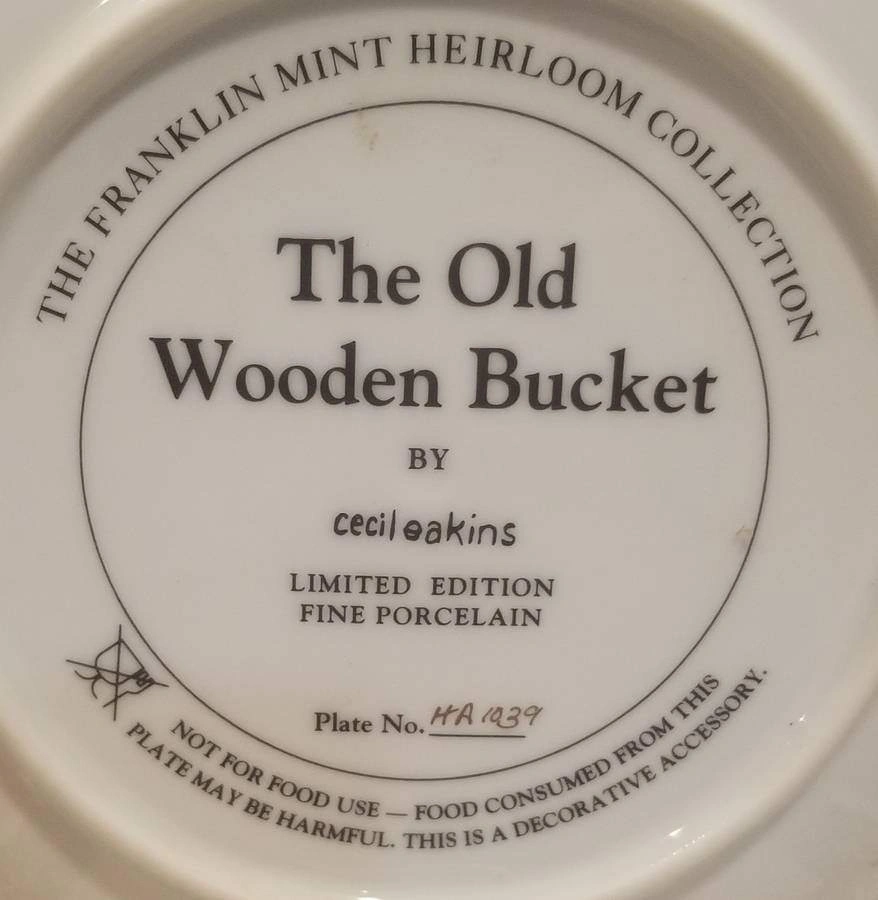 THE FRANKLIN MINT HEIRLOOM COLLECTION
The Old
Wooden Bucket
BY
cecil eakins
LIMITED EDITION
FINE PORCELAIN
Plate No. HA 1039
NOT FOR FOOD USE — FOOD CONSUMED FROM THIS
PLATE MAY BE HARMFUL. THIS IS A DECORATIVE ACCESSORY.